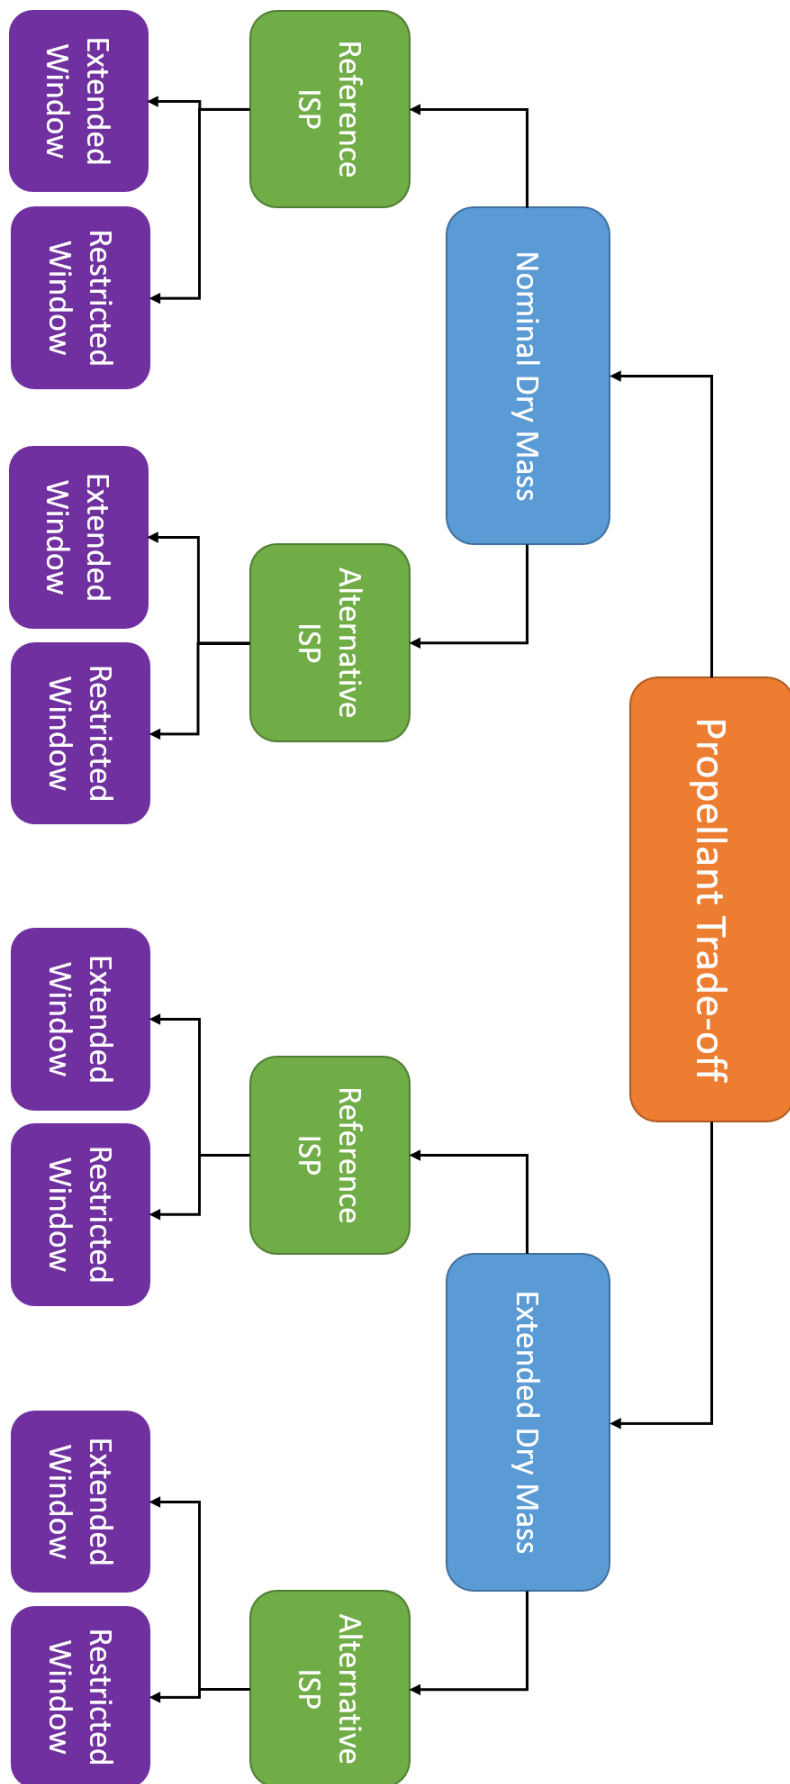 Propellant Trade-off
Nominal Dry Mass
Extended Dry Mass
Reference
ISP
Alternative
ISP
Reference
ISP
Alternative
ISP
Extended
Window
Restricted
Window
Extended
Window
Restricted
Window
Extended
Window
Restricted
Window
Extended
Window
Restricted
Window